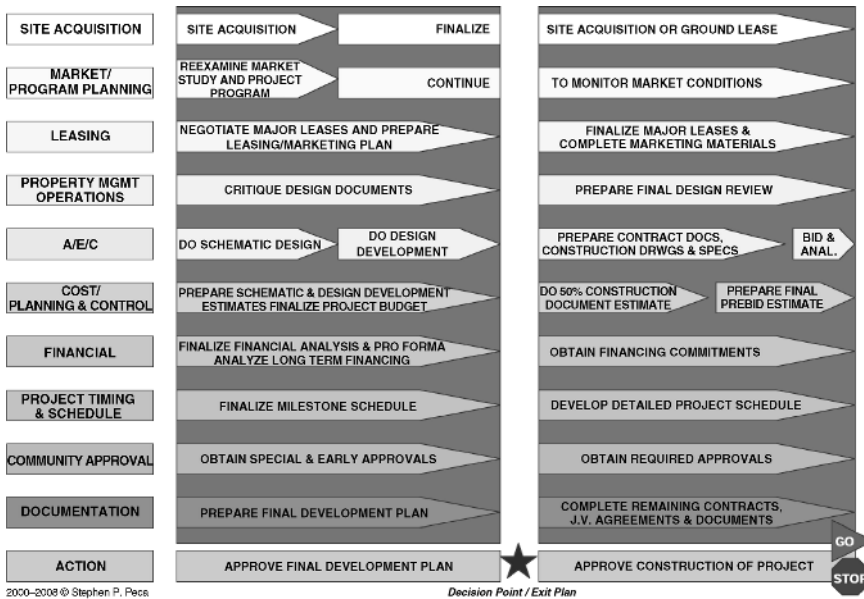 SITE ACQUISITION
SITE ACQUISITION
FINALIZE
SITE ACQUISITION OR GROUND LEASE
MARKET/
PROGRAM PLANNING
REEXAMINE MARKET
STUDY AND PROJECT
PROGRAM
CONTINUE
TO MONITOR MARKET CONDITIONS
LEASING
NEGOTIATE MAJOR LEASES AND PREPARE
LEASING/MARKETING PLAN
FINALIZE MAJOR LEASES &
COMPLETE MARKETING MATERIALS
PROPERTY MGMT
OPERATIONS
CRITIQUE DESIGN DOCUMENTS
PREPARE FINAL DESIGN REVIEW
A/E/C
DO SCHEMATIC DESIGN
DO DESIGN
DEVELOPMENT
PREPARE CONTRACT DOCS,
CONSTRUCTION DRWGS & SPECS
BID &
ANAL.
COST/
PLANNING & CONTROL
PREPARE SCHEMATIC & DESIGN DEVELOPMENT
ESTIMATES FINALIZE PROJECT BUDGET
DO 50% CONSTRUCTION
DOCUMENT ESTIMATE
PREPARE FINAL
PREBID ESTIMATE
FINANCIAL
FINALIZE FINANCIAL ANALYSIS & PRO FORMA
ANALYZE LONG TERM FINANCING
OBTAIN FINANCING COMMITMENTS
PROJECT TIMING
& SCHEDULE
FINALIZE MILESTONE SCHEDULE
DEVELOP DETAILED PROJECT SCHEDULE
COMMUNITY APPROVAL
OBTAIN SPECIAL & EARLY APPROVALS
OBTAIN REQUIRED APPROVALS
DOCUMENTATION
PREPARE FINAL DEVELOPMENT PLAN
COMPLETE REMAINING CONTRACTS,
J.V. AGREEMENTS & DOCUMENTS
GO
ACTION
APPROVE FINAL DEVELOPMENT PLAN
APPROVE CONSTRUCTION OF PROJECT
STOP
2000–2008 © Stephen P. Peca
Decision Point / Exit Plan